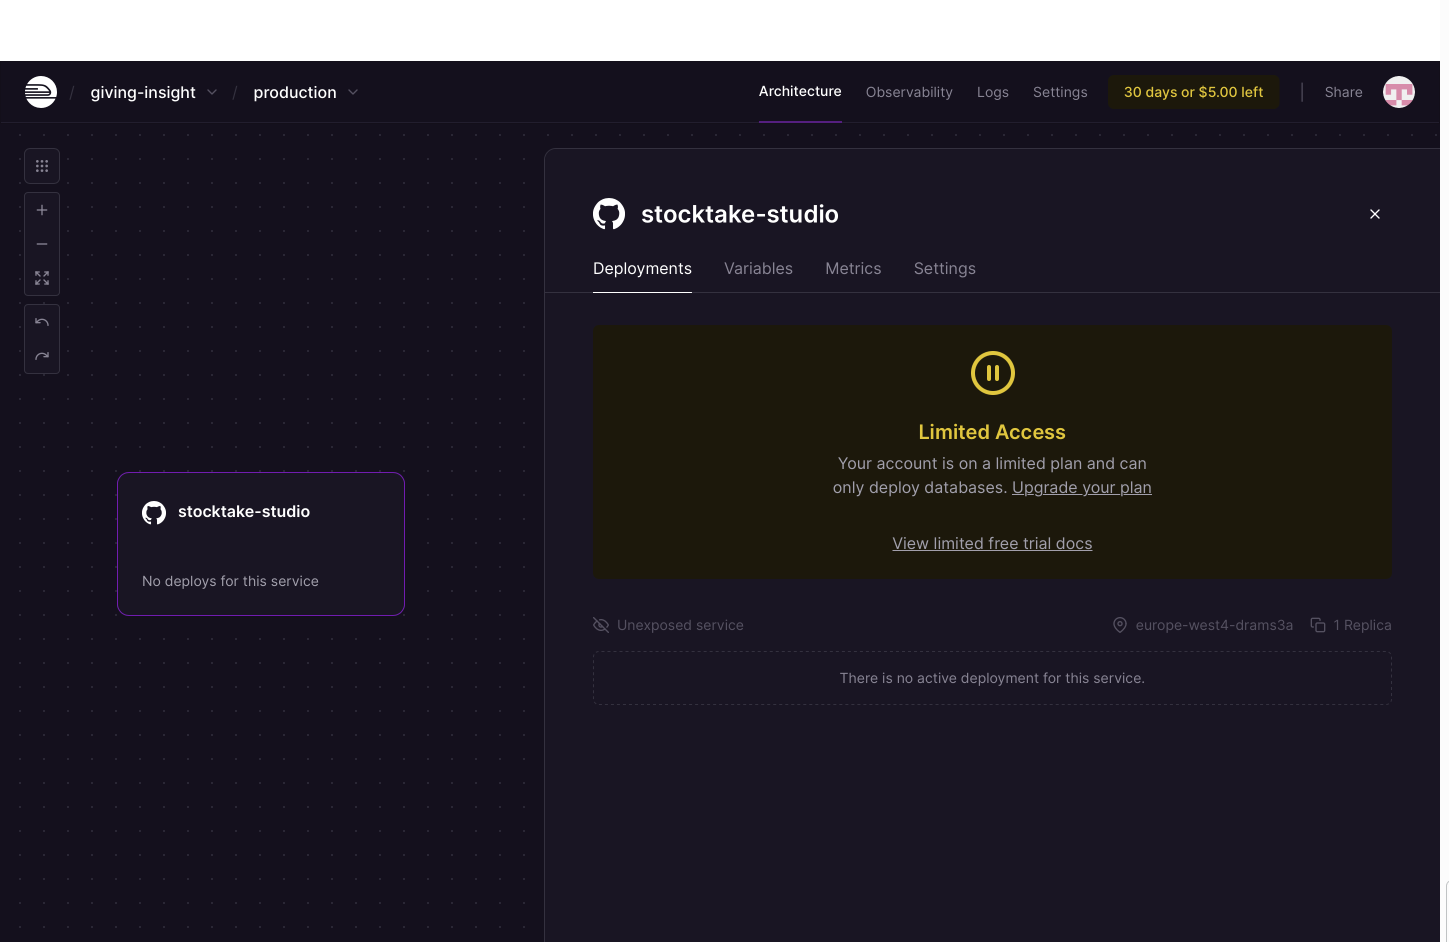 / giving-insight / production
Architecture Observability Logs Settings 30 days or $5.00 left Share
stocktake-studio
Deployments Variables Metrics Settings
Limited Access
Your account is on a limited plan and can
only deploy databases. Upgrade your plan
View limited free trial docs
stocktake-studio
No deploys for this service
Unexposed service europe-west4-drams3a 1 Replica
There is no active deployment for this service.